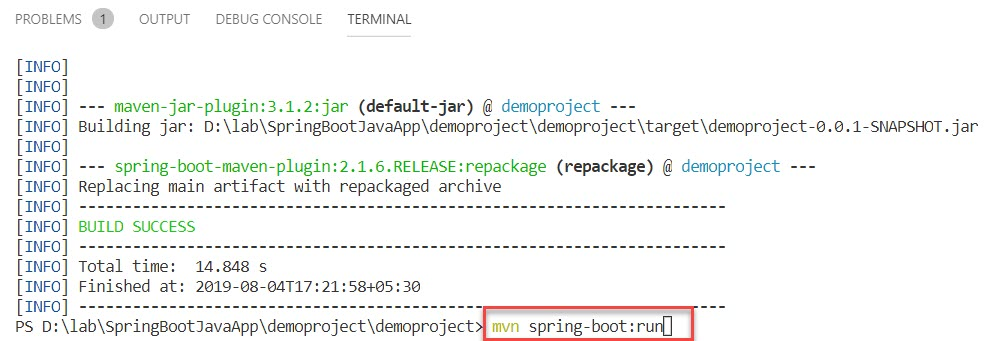 PROBLEMS 1 OUTPUT DEBUG CONSOLE TERMINAL
[INFO]
[INFO]
[INFO] --- maven-jar-plugin:3.1.2:jar (default-jar) @ demoproject ---
[INFO] Building jar: D:\lab\SpringBootJavaApp\demoproject\demoproject\target\demoproject-0.0.1-SNAPSHOT.jar
[INFO]
[INFO] --- spring-boot-maven-plugin:2.1.6.RELEASE:repackage (repackage) @ demoproject ---
[INFO] Replacing main artifact with repackaged archive
[INFO] ------------------------------------------------------------------------
[INFO] BUILD SUCCESS
[INFO] ------------------------------------------------------------------------
[INFO] Total time:  14.848 s
[INFO] Finished at: 2019-08-04T17:21:58+05:30
[INFO] ------------------------------------------------------------------------
PS D:\lab\SpringBootJavaApp\demoproject\demoproject> mvn spring-boot:run